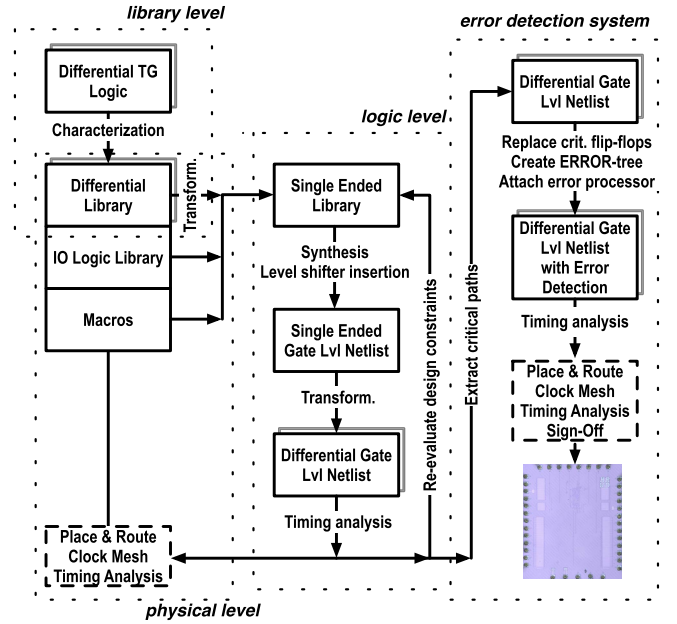 library level
Differential TG
Logic
Characterization
Differential
Library
Transform.
IO Logic Library
Macros
Place & Route
Clock Mesh
Timing Analysis
physical level
logic level
Single Ended
Library
Synthesis
Level shifter insertion
Single Ended
Gate Lvl Netlist
Transform.
Differential Gate
Lvl Netlist
Timing analysis
Re-evaluate design constraints
Extract critical paths
error detection system
Differential Gate
Lvl Netlist
Replace crit. flip-flops
Create ERROR-tree
Attach error processor
Differential Gate
Lvl Netlist
with Error
Detection
Timing analysis
Place & Route
Clock Mesh
Timing Analysis
Sign-Off